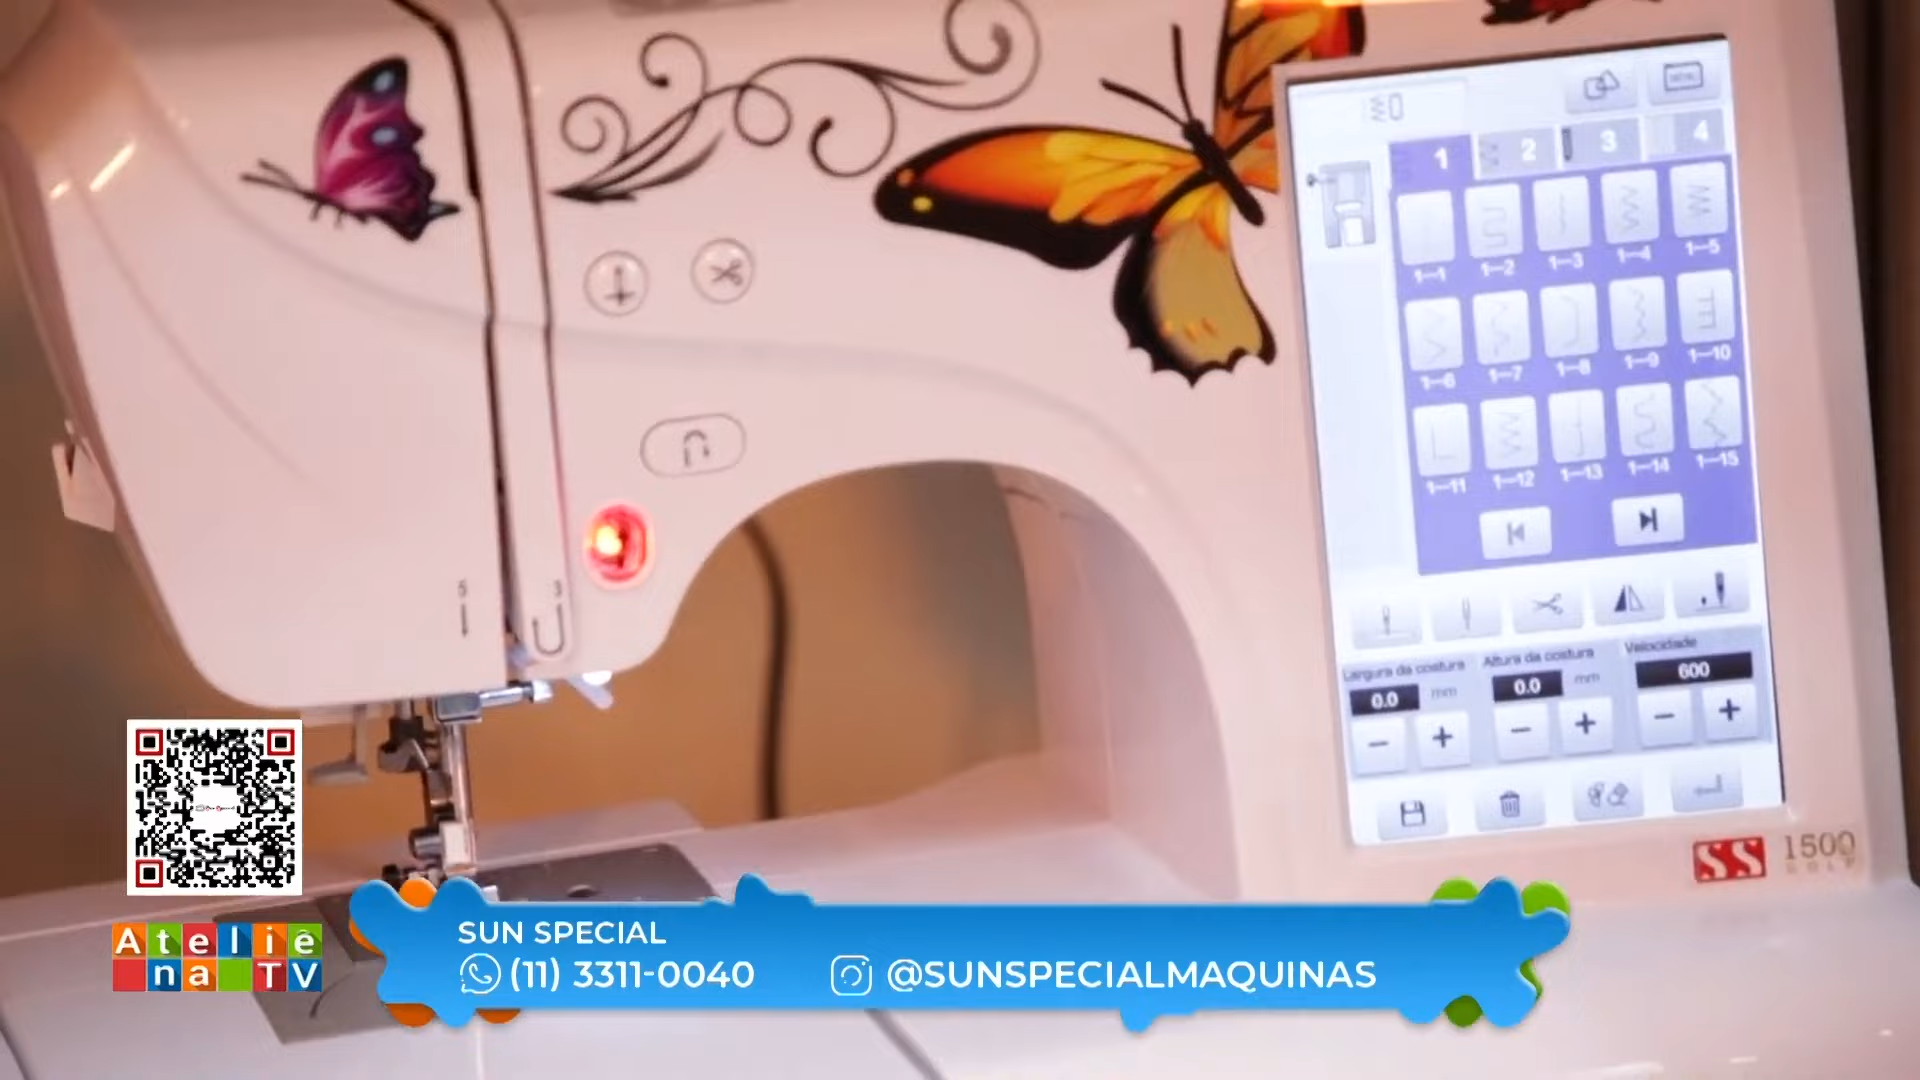 MENU
1 2 3 4
1-1 1-2 1-3 1-4 1-5
1-6 1-7 1-8 1-9 1-10
1-11 1-12 1-13 1-14 1-15
Largura da costura Altura da costura Velocidade
0.0 mm 0.0 mm 600
- + - + - +
5 3
SS 1500
Ateliê
na TV
SUN SPECIAL
(11) 3311-0040 @SUNSPECIALMAQUINAS